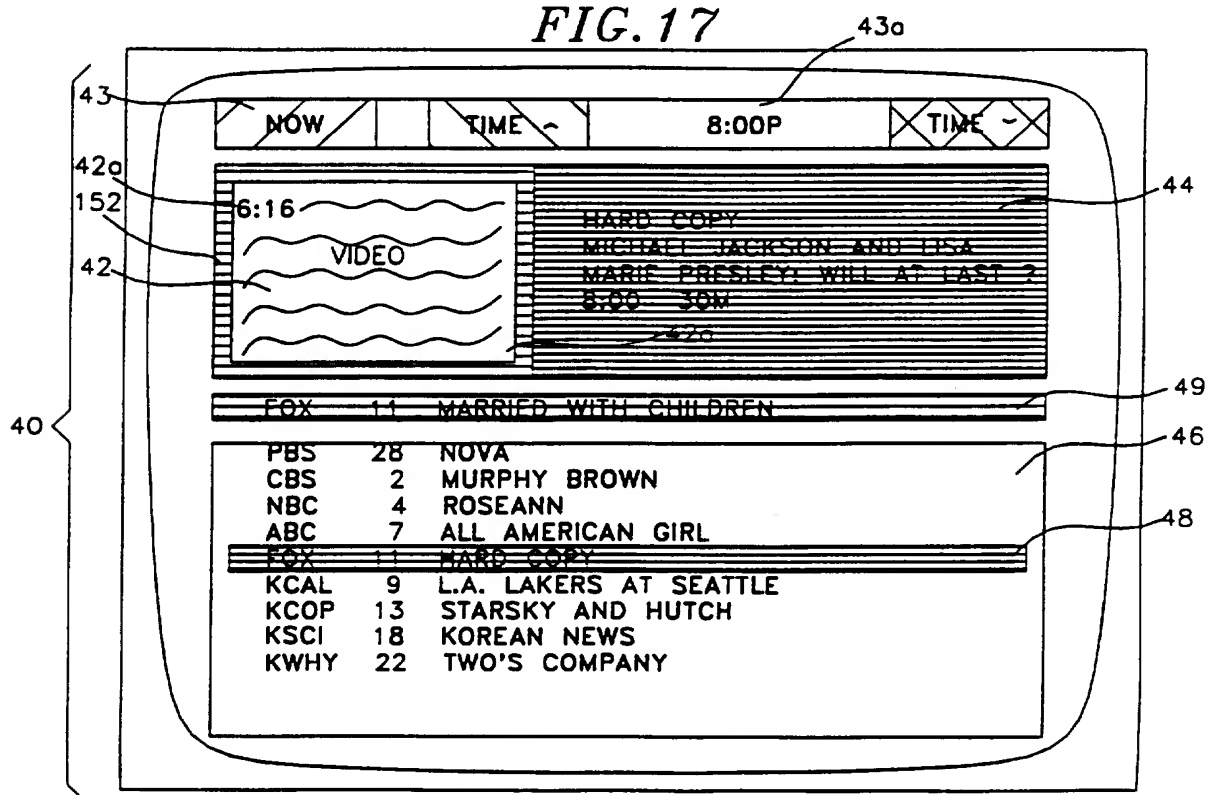 FIG. 17
43a
43
NOW
TIME ~
8:00P
TIME ~
42a
152
42
6:16
VIDEO
HARD COPY
MICHAEL JACKSON AND LISA
MARIE PRESLEY: WILL AT LAST ?
8:00 30M
42a
44
FOX 11 MARRIED WITH CHILDREN
49
40
46
PBS 28 NOVA
CBS 2 MURPHY BROWN
NBC 4 ROSEANN
ABC 7 ALL AMERICAN GIRL
FOX 11 HARD COPY
48
KCAL 9 L.A. LAKERS AT SEATTLE
KCOP 13 STARSKY AND HUTCH
KSCI 18 KOREAN NEWS
KWHY 22 TWO'S COMPANY